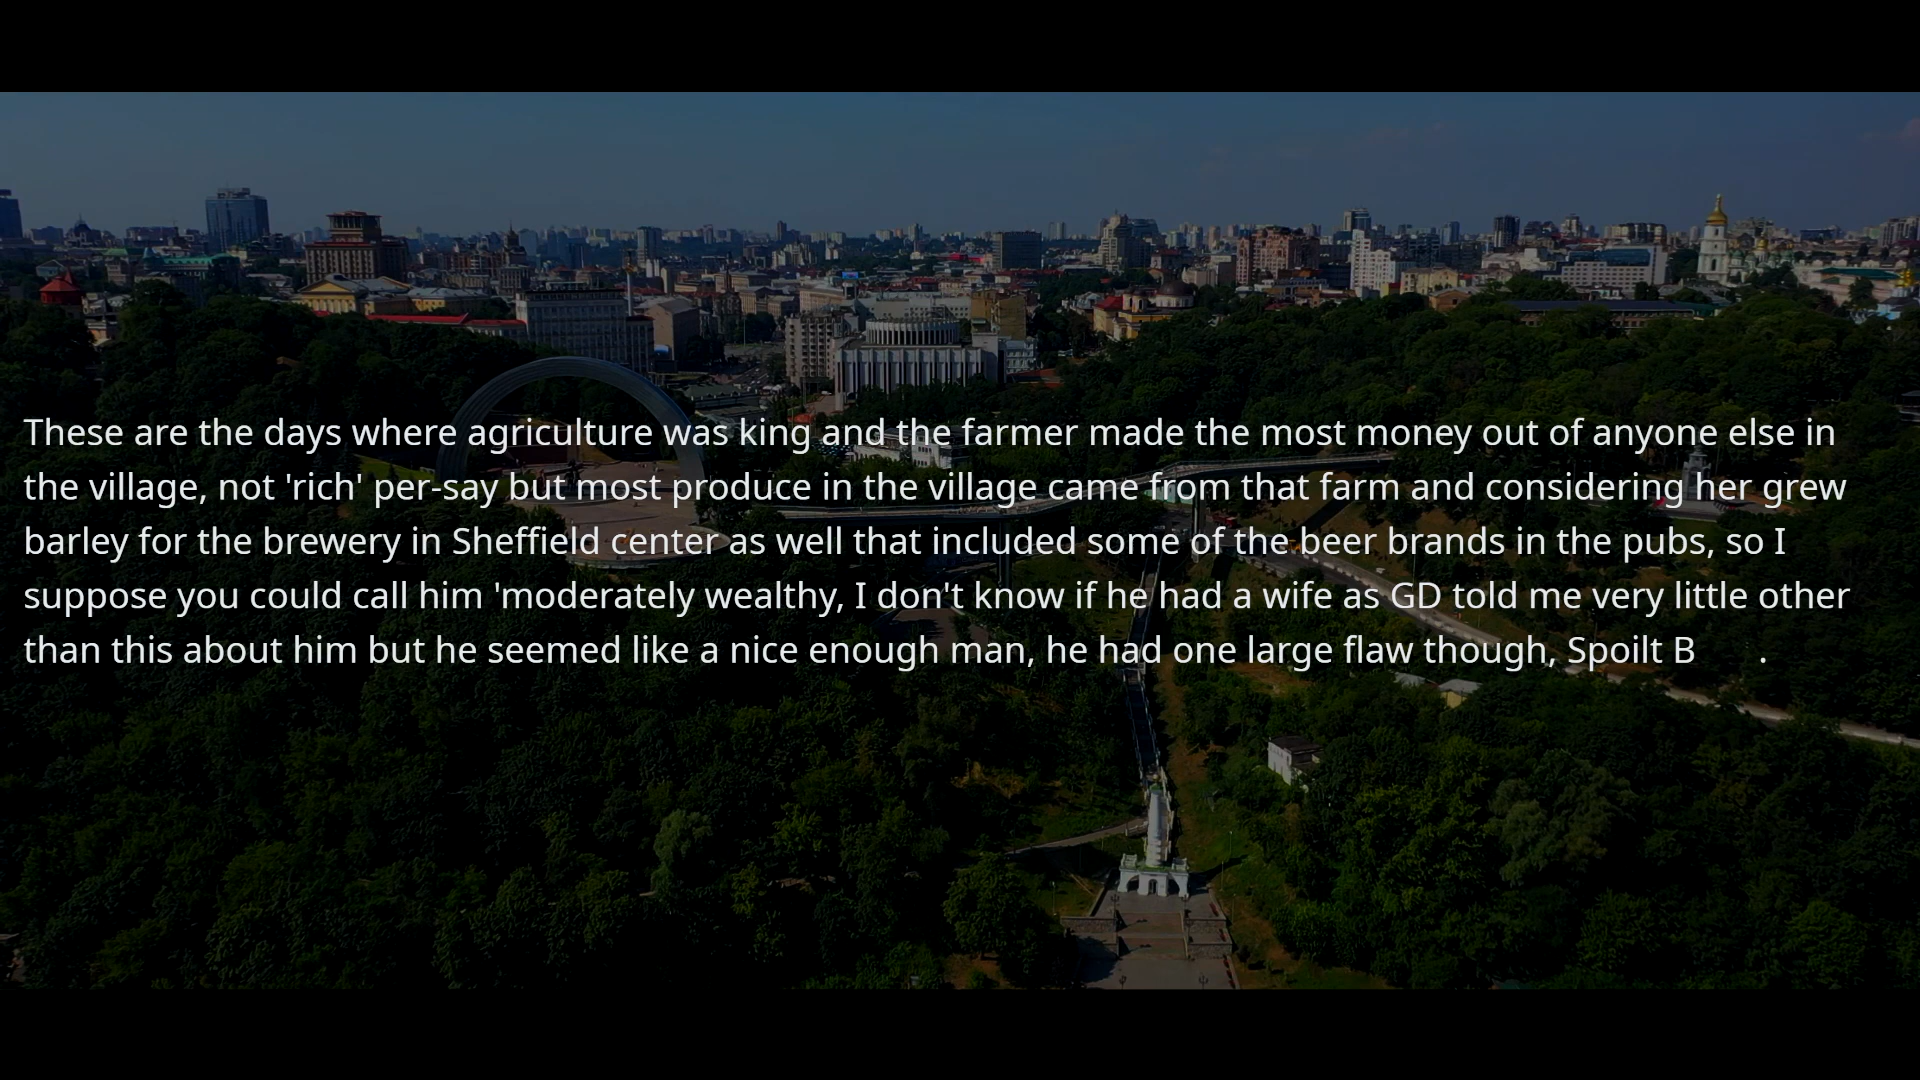 These are the days where agriculture was king and the farmer made the most money out of anyone else in
the village, not 'rich' per-say but most produce in the village came from that farm and considering her grew
barley for the brewery in Sheffield center as well that included some of the beer brands in the pubs, so I
suppose you could call him 'moderately wealthy, I don't know if he had a wife as GD told me very little other
than this about him but he seemed like a nice enough man, he had one large flaw though, Spoilt B      .